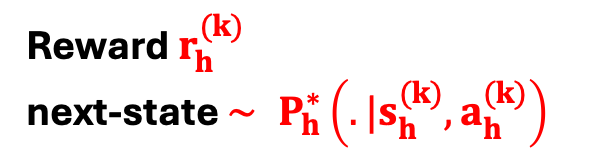 Reward r_h^(k)
next-state ~ P_h^*(.|s_h^(k), a_h^(k))